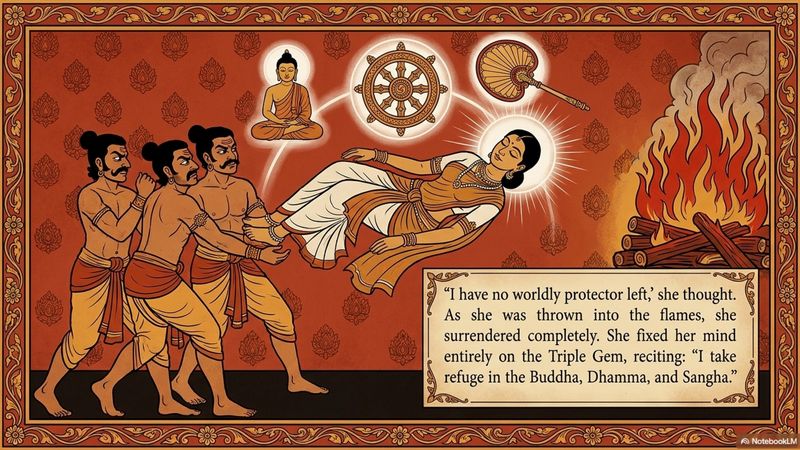 “I have no worldly protector left,’ she thought.
As she was thrown into the flames, she
surrendered completely. She fixed her mind
entirely on the Triple Gem, reciting: “I take
refuge in the Buddha, Dhamma, and Sangha.”
NotebookLM